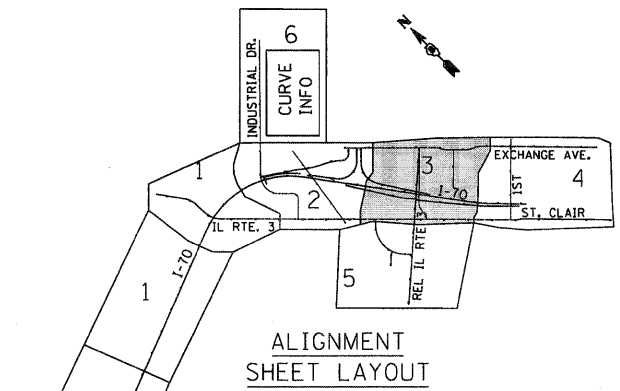 N
6
INDUSTRIAL DR.
CURVE
INFO
1
3
EXCHANGE AVE.
4
1ST
I-70
2
ST. CLAIR
IL RTE. 3
REL IL RTE 3
I-70
5
1
ALIGNMENT
SHEET LAYOUT